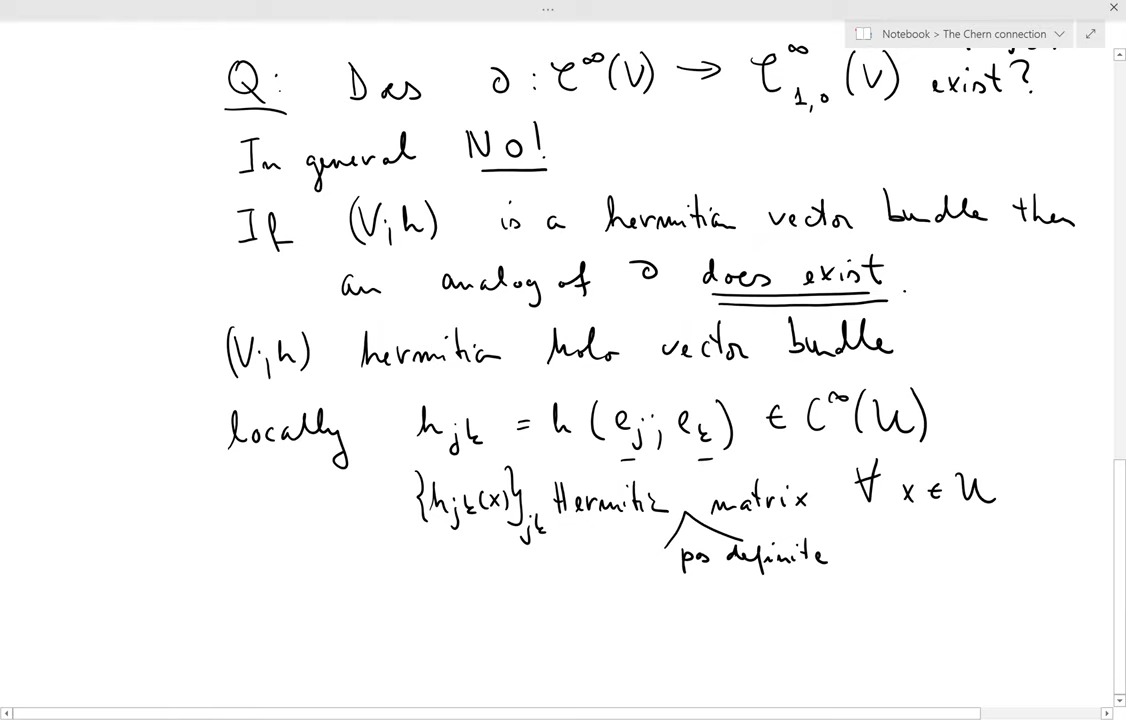 Notebook > The Chern connection
Q: Does ∂ : C^∞(V) → C^∞_{1,0}(V) exist?
In general No!
If (V, h) is a hermitian vector bundle then
an analog of ∂ does exist.
(V, h) hermitian holo vector bundle
locally h_{jk} = h(e_j, e_k) ∈ C^∞(U)
{h_{jk}(x)}_{jk} Hermitian matrix ∀ x ∈ U
pos definite